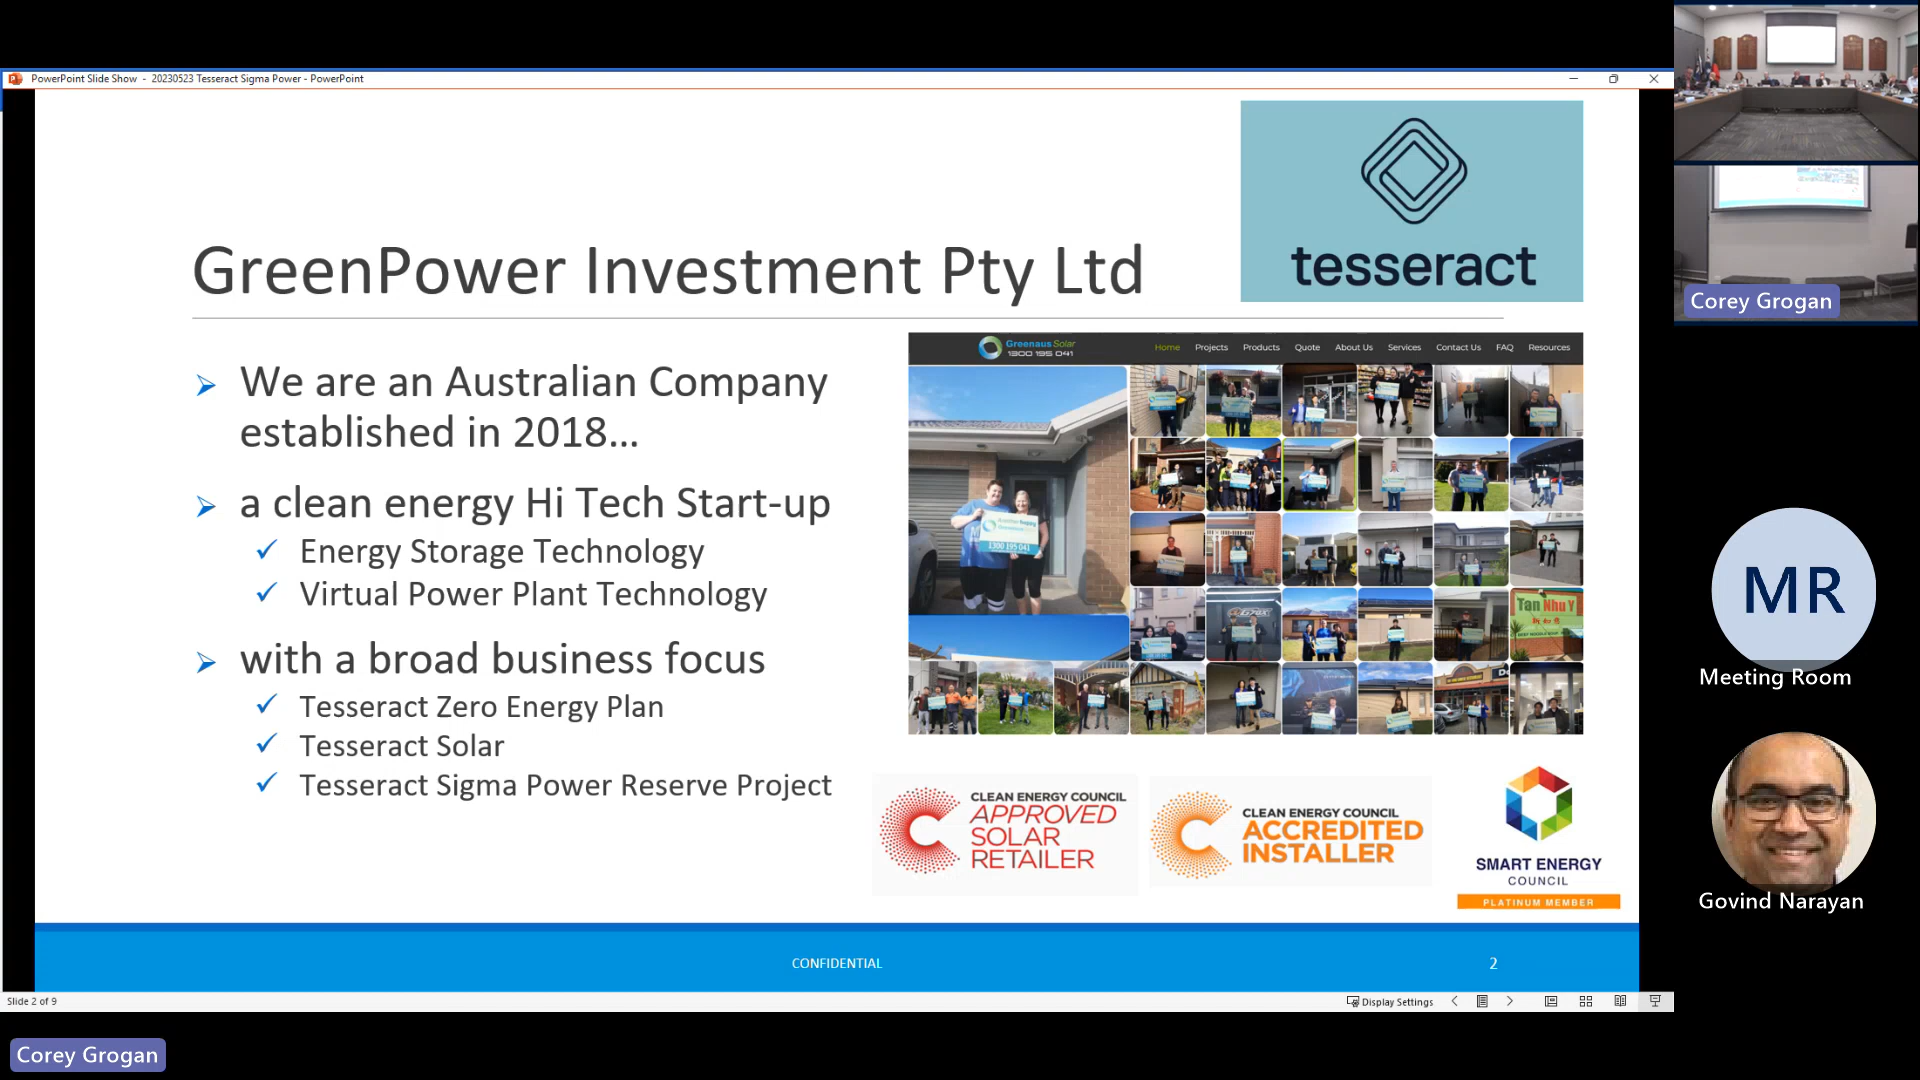 PowerPoint Slide Show - 20230523 Tesseract Sigma Power - PowerPoint
tesseract
GreenPower Investment Pty Ltd
We are an Australian Company
established in 2018...
a clean energy Hi Tech Start-up
Energy Storage Technology
Virtual Power Plant Technology
with a broad business focus
Tesseract Zero Energy Plan
Tesseract Solar
Tesseract Sigma Power Reserve Project
Greenaus Solar
1300 195 041
Home Projects Products Quote About Us Services Contact Us FAQ Resources
1300 195 041
Tan Nhu Y
CLEAN ENERGY COUNCIL
APPROVED
SOLAR
RETAILER
CLEAN ENERGY COUNCIL
ACCREDITED
INSTALLER
SMART ENERGY
COUNCIL
PLATINUM MEMBER
CONFIDENTIAL
2
Slide 2 of 9
Display Settings
Corey Grogan
Corey Grogan
MR
Meeting Room
Govind Narayan